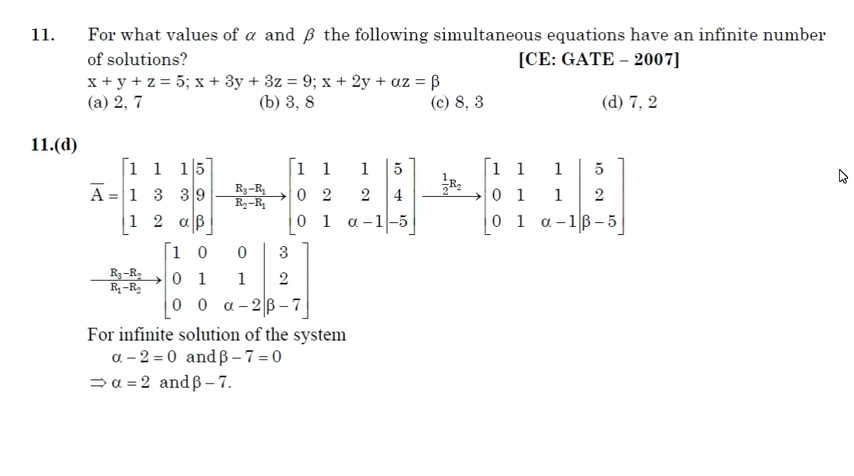 11. For what values of α and β the following simultaneous equations have an infinite number
of solutions? [CE: GATE – 2007]
x + y + z = 5; x + 3y + 3z = 9; x + 2y + αz = β
(a) 2, 7 (b) 3, 8 (c) 8, 3 (d) 7, 2
11.(d)
A̅ = [1 1 1|5; 1 3 3|9; 1 2 α|β] R₃–R₁ / R₂–R₁ → [1 1 1|5; 0 2 2|4; 0 1 α – 1|–5] ½R₂ → [1 1 1|5; 0 1 1|2; 0 1 α – 1|β – 5]
R₃–R₂ / R₁–R₂ → [1 0 0|3; 0 1 1|2; 0 0 α – 2|β – 7]
For infinite solution of the system
α – 2 = 0 and β – 7 = 0
⇒ α = 2 and β – 7.